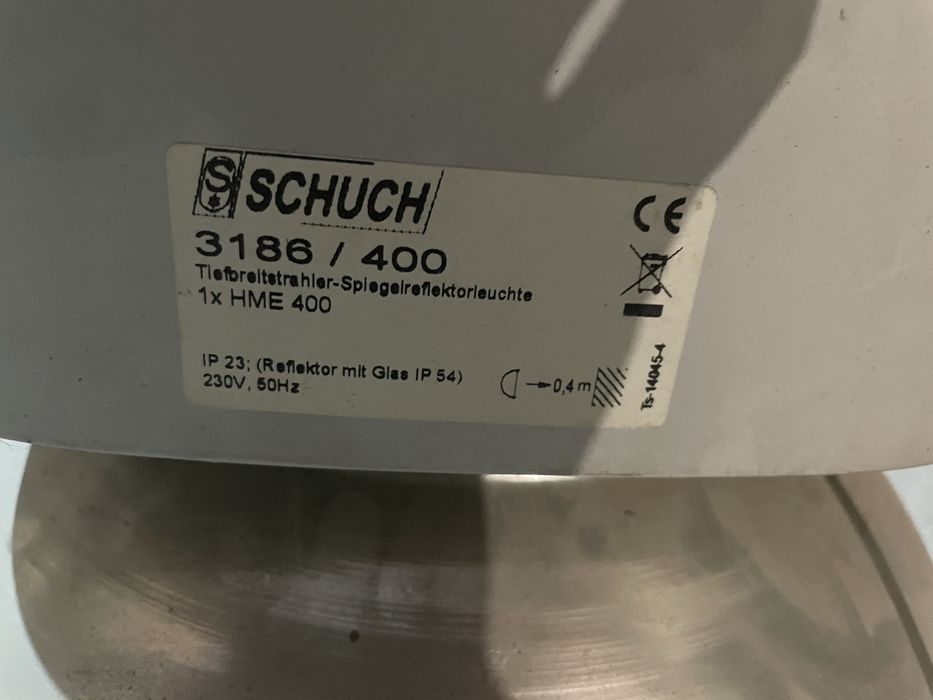 S SCHUCH
3186 / 400
Tiefbreitstrahler-Spiegelreflektorleuchte
1x HME 400
IP 23; (Reflektor mit Glas IP 54)
230V, 50Hz
0,4m
CE
Ts-14045-4